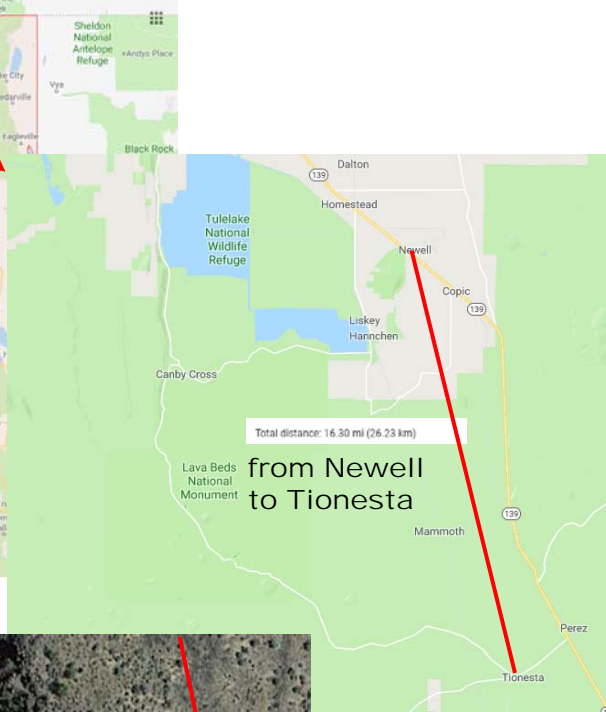 Sheldon
National
Antelope
Refuge
Andys Place
Vya
Eagleville
Black Rock
Dalton
139
Homestead
Tulelake
National
Wildlife
Refuge
Newell
Copic
139
Liskey
Hannchen
Canby Cross
Total distance: 16.30 mi (26.23 km)
from Newell
to Tionesta
Lava Beds
National
Monument
139
Mammoth
Perez
Tionesta